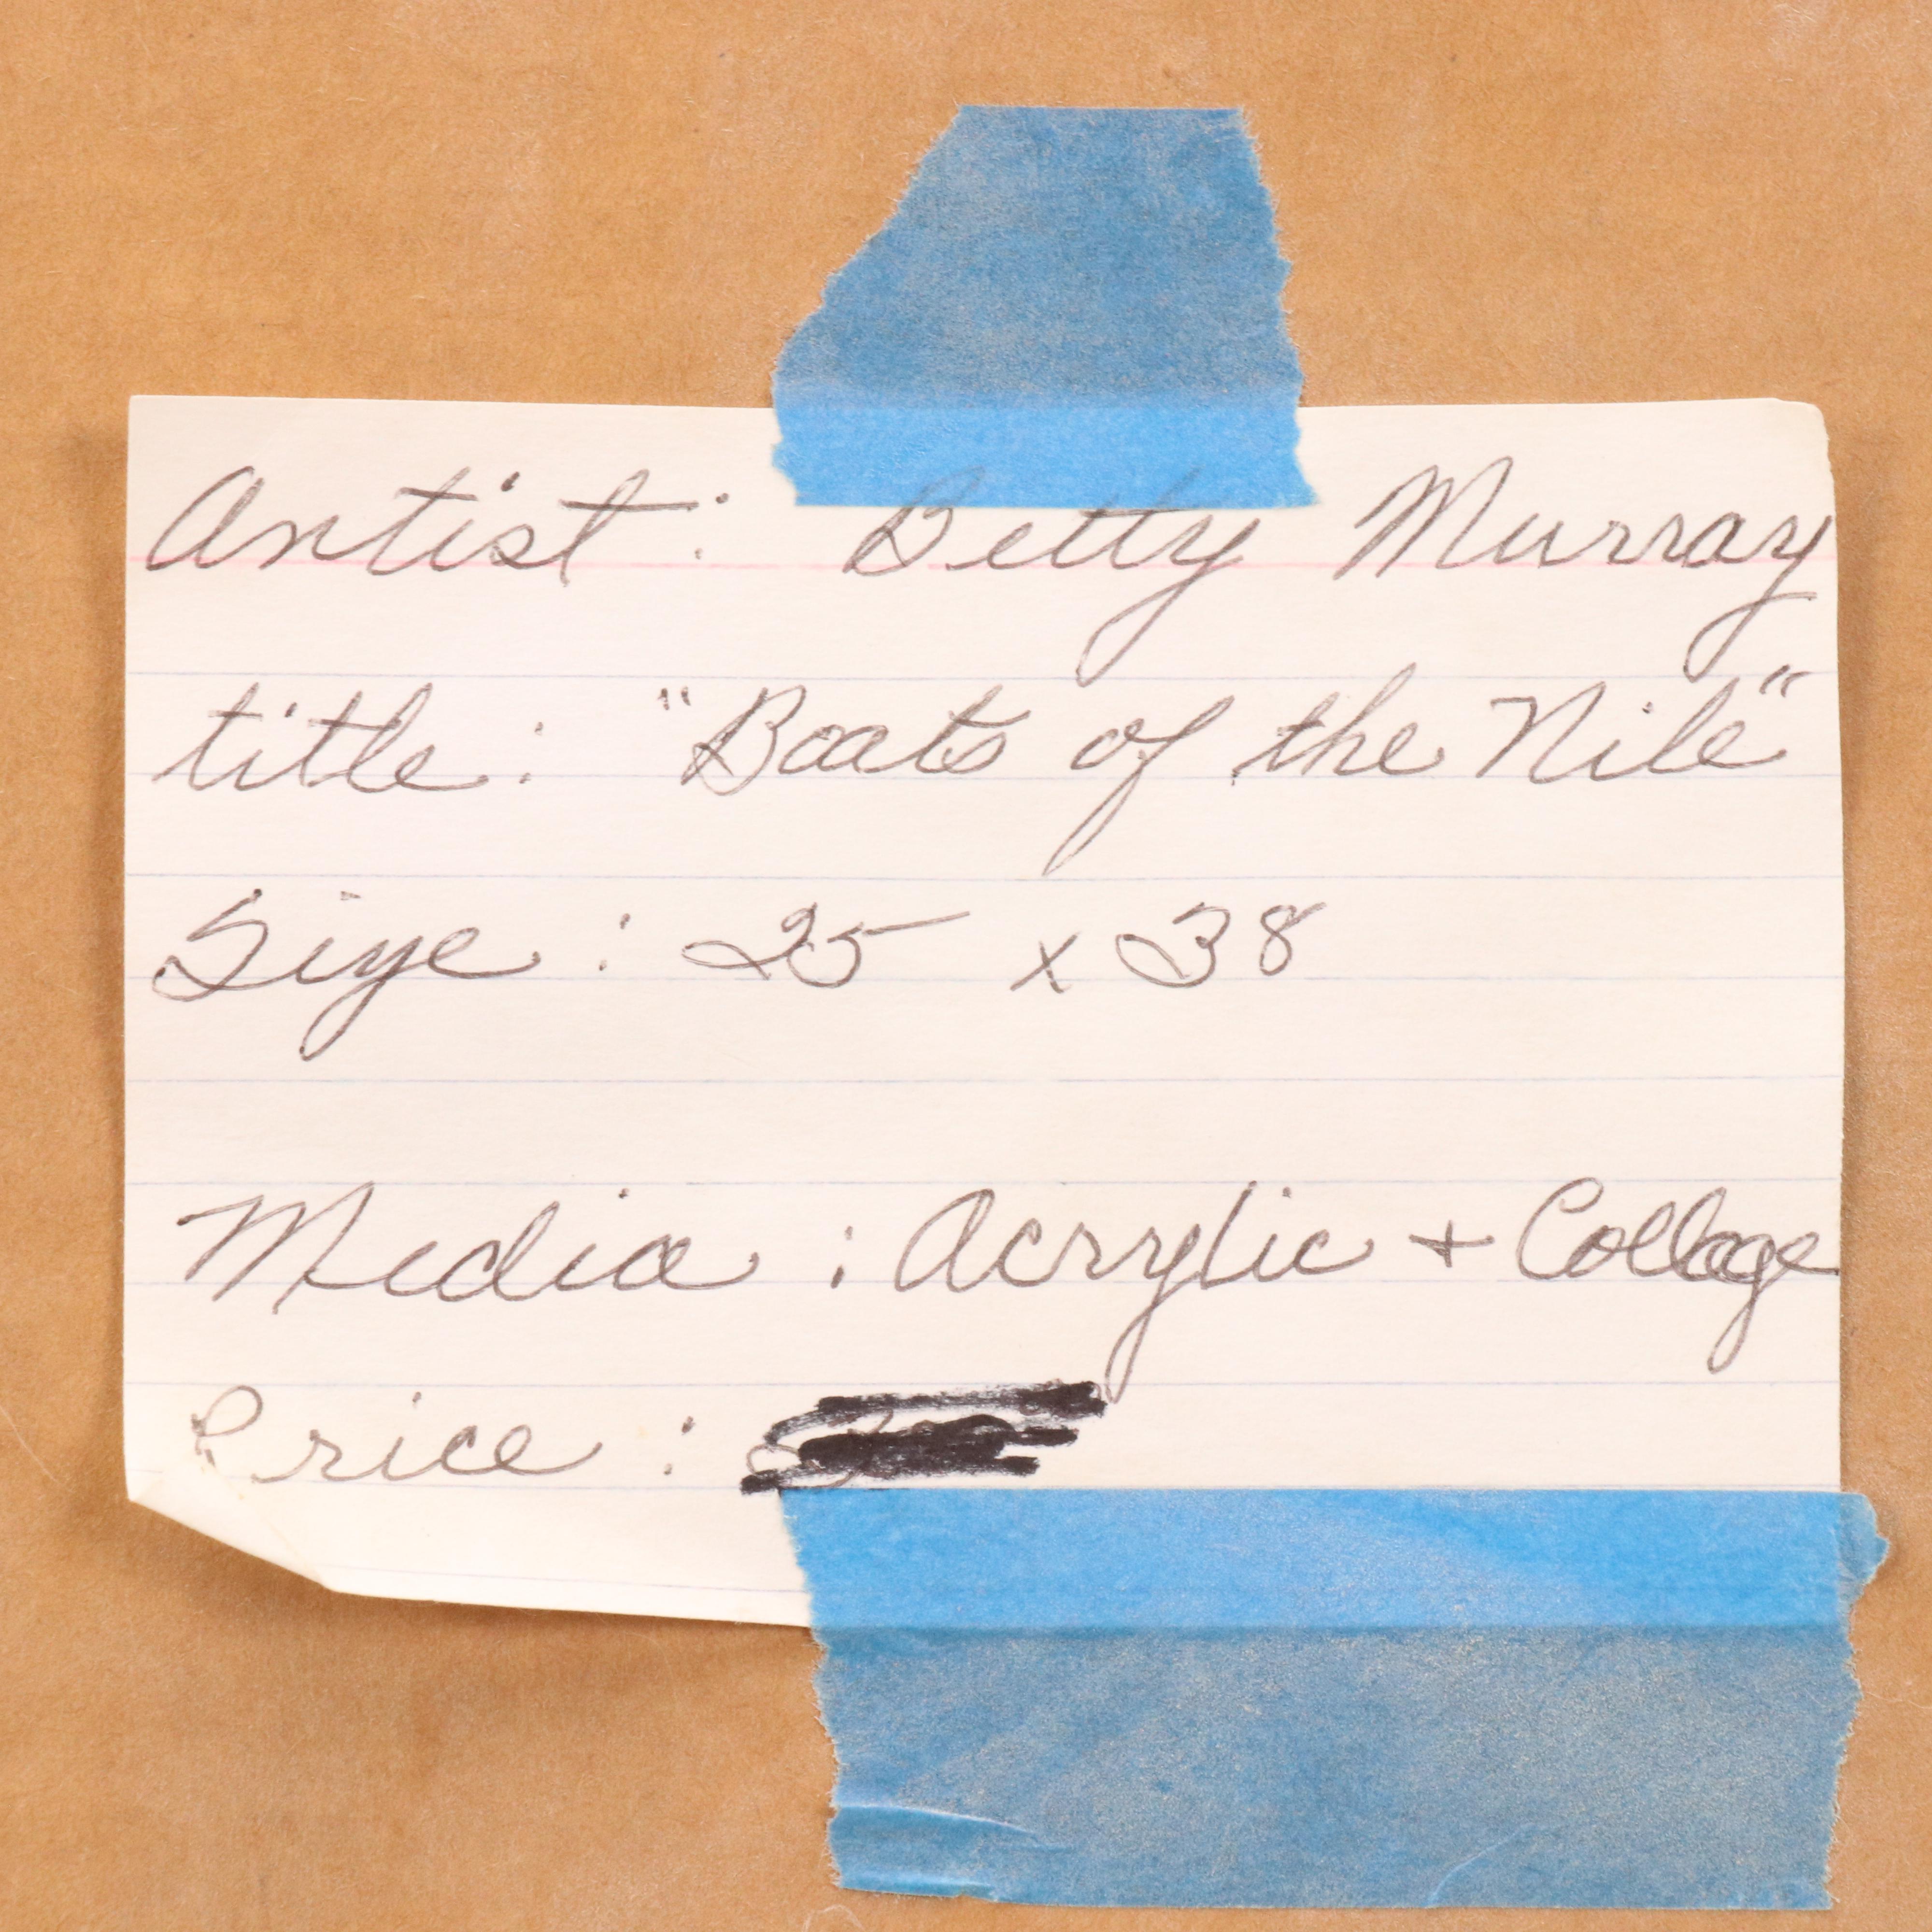 Artist: Betty Murray
title: "Boats of the Nile"
Size: 25 x 38
Media: Acrylic + Collage
Price: